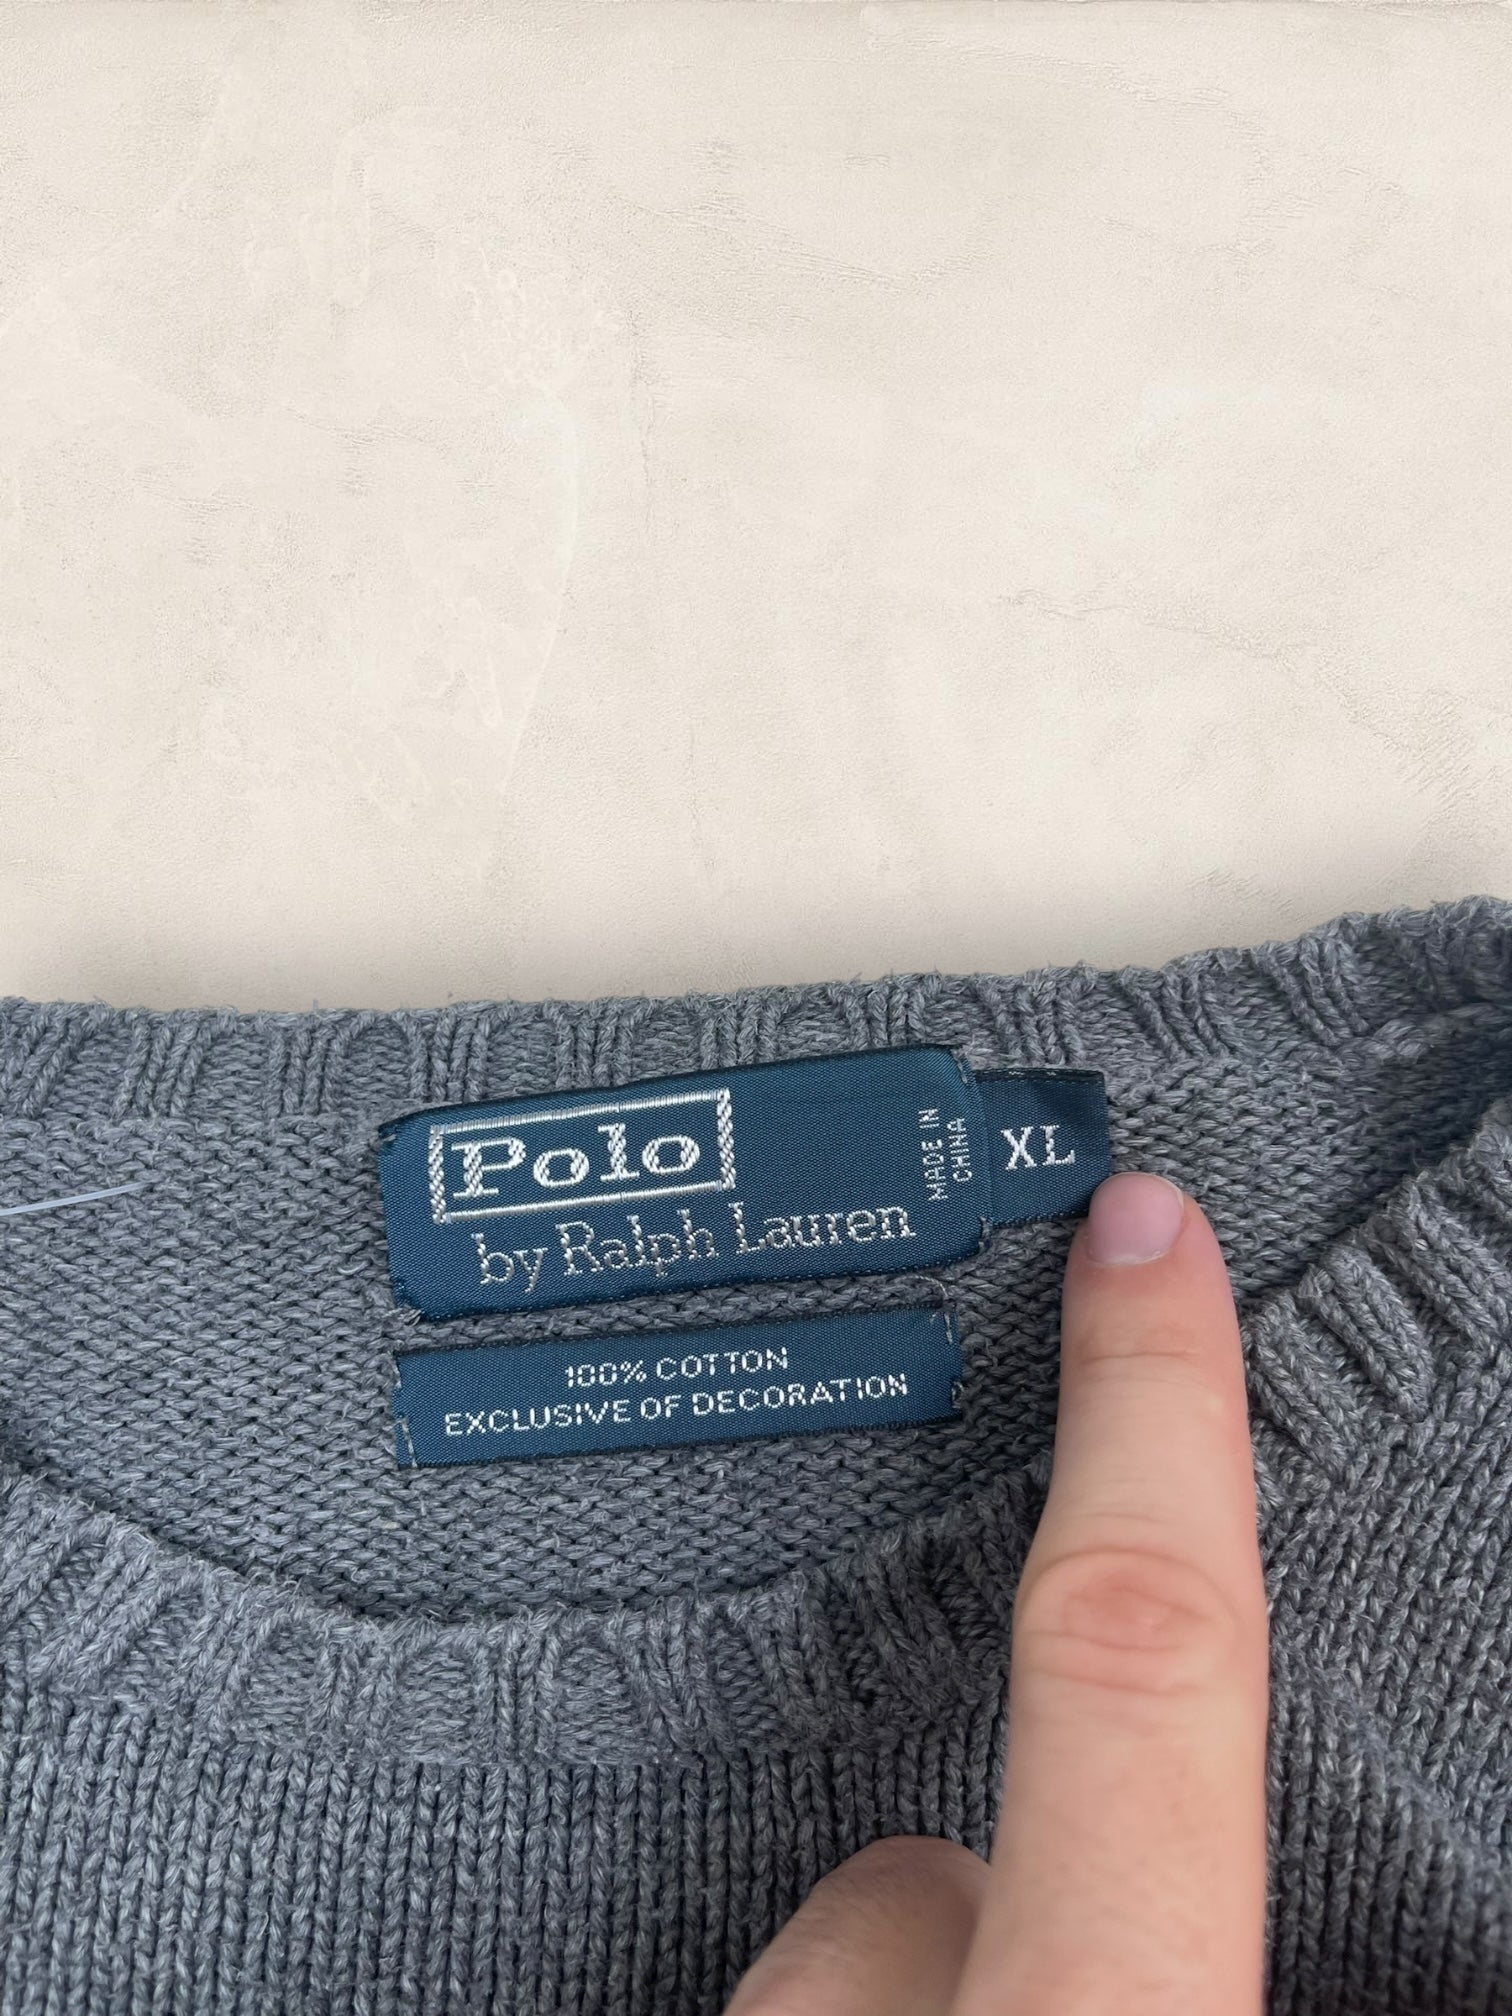 Polo
by Ralph Lauren
MADE IN
CHINA
XL
100% COTTON
EXCLUSIVE OF DECORATION